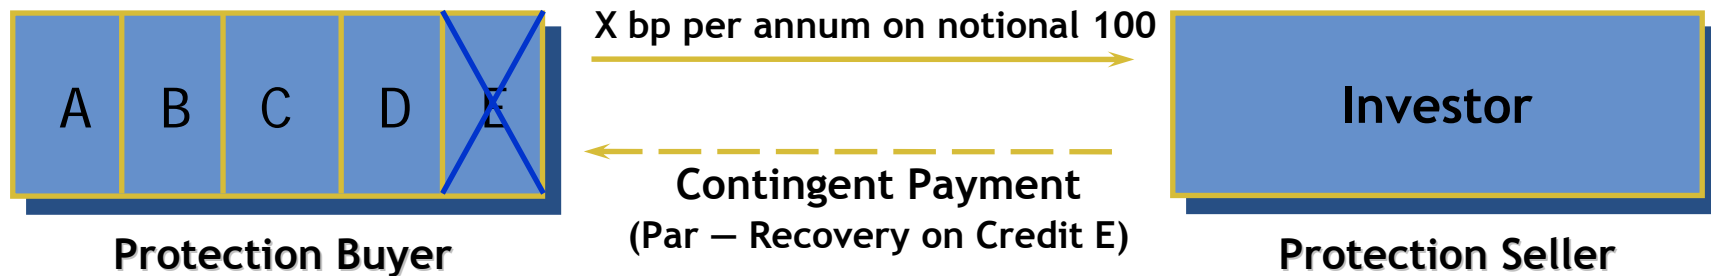 X bp per annum on notional 100
A B C D E
Investor
Contingent Payment
(Par – Recovery on Credit E)
Protection Buyer
Protection Seller